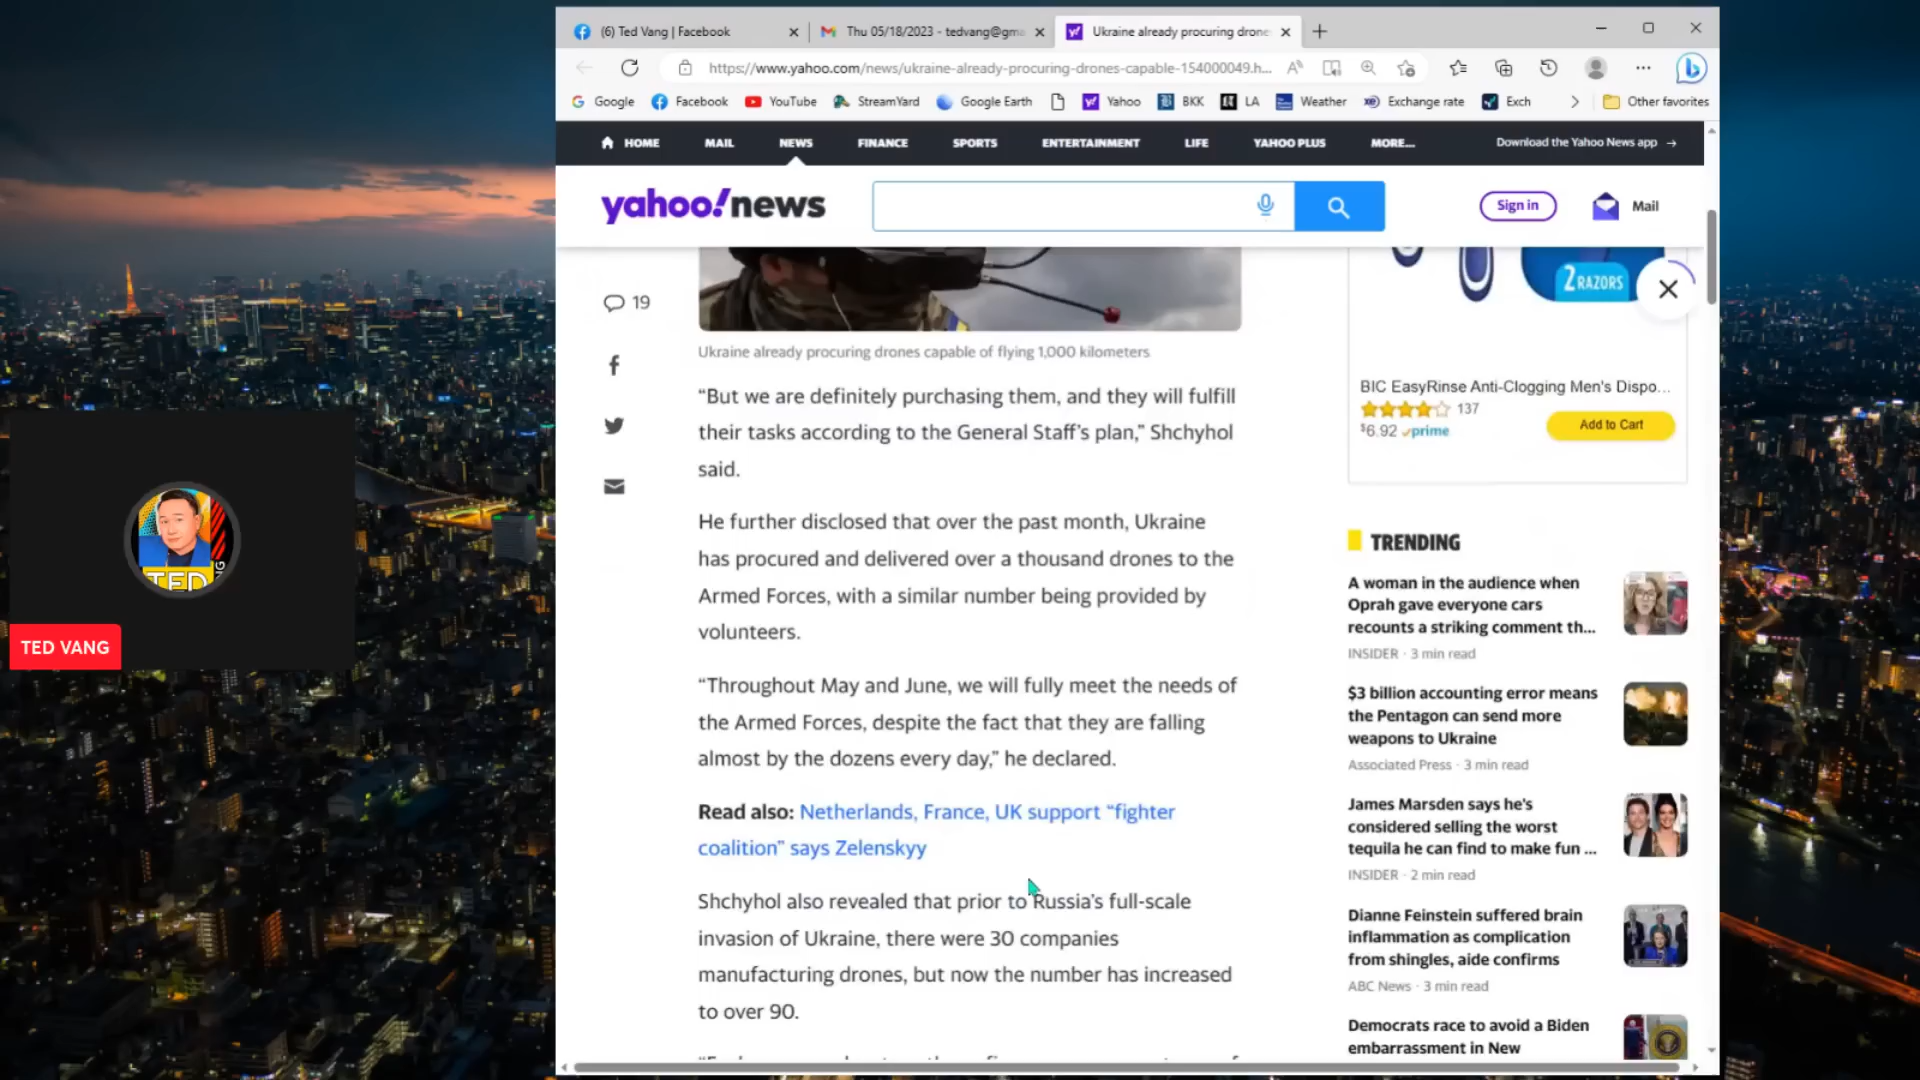 (6) Ted Vang | Facebook
Thu 05/18/2023 - tedvang@gma
Ukraine already procuring drone
https://www.yahoo.com/news/ukraine-already-procuring-drones-capable-154000049.h...
Google
Facebook
YouTube
StreamYard
Google Earth
Yahoo
BKK
LA
Weather
Exchange rate
Exch
Other favorites
HOME
MAIL
NEWS
FINANCE
SPORTS
ENTERTAINMENT
LIFE
YAHOO PLUS
MORE...
Download the Yahoo News app →
yahoo!news
Sign in
Mail
19
Ukraine already procuring drones capable of flying 1,000 kilometers
“But we are definitely purchasing them, and they will fulfill
their tasks according to the General Staff’s plan,” Shchyhol
said.
He further disclosed that over the past month, Ukraine
has procured and delivered over a thousand drones to the
Armed Forces, with a similar number being provided by
volunteers.
“Throughout May and June, we will fully meet the needs of
the Armed Forces, despite the fact that they are falling
almost by the dozens every day,” he declared.
Read also: Netherlands, France, UK support “fighter
coalition” says Zelenskyy
Shchyhol also revealed that prior to Russia’s full-scale
invasion of Ukraine, there were 30 companies
manufacturing drones, but now the number has increased
to over 90.
2 RAZORS
BIC EasyRinse Anti-Clogging Men's Dispo...
137
$6.92 prime
Add to Cart
TRENDING
A woman in the audience when
Oprah gave everyone cars
recounts a striking comment th...
INSIDER · 3 min read
$3 billion accounting error means
the Pentagon can send more
weapons to Ukraine
Associated Press · 3 min read
James Marsden says he's
considered selling the worst
tequila he can find to make fun ...
INSIDER · 2 min read
Dianne Feinstein suffered brain
inflammation as complication
from shingles, aide confirms
ABC News · 3 min read
Democrats race to avoid a Biden
embarrassment in New
TED
TED VANG